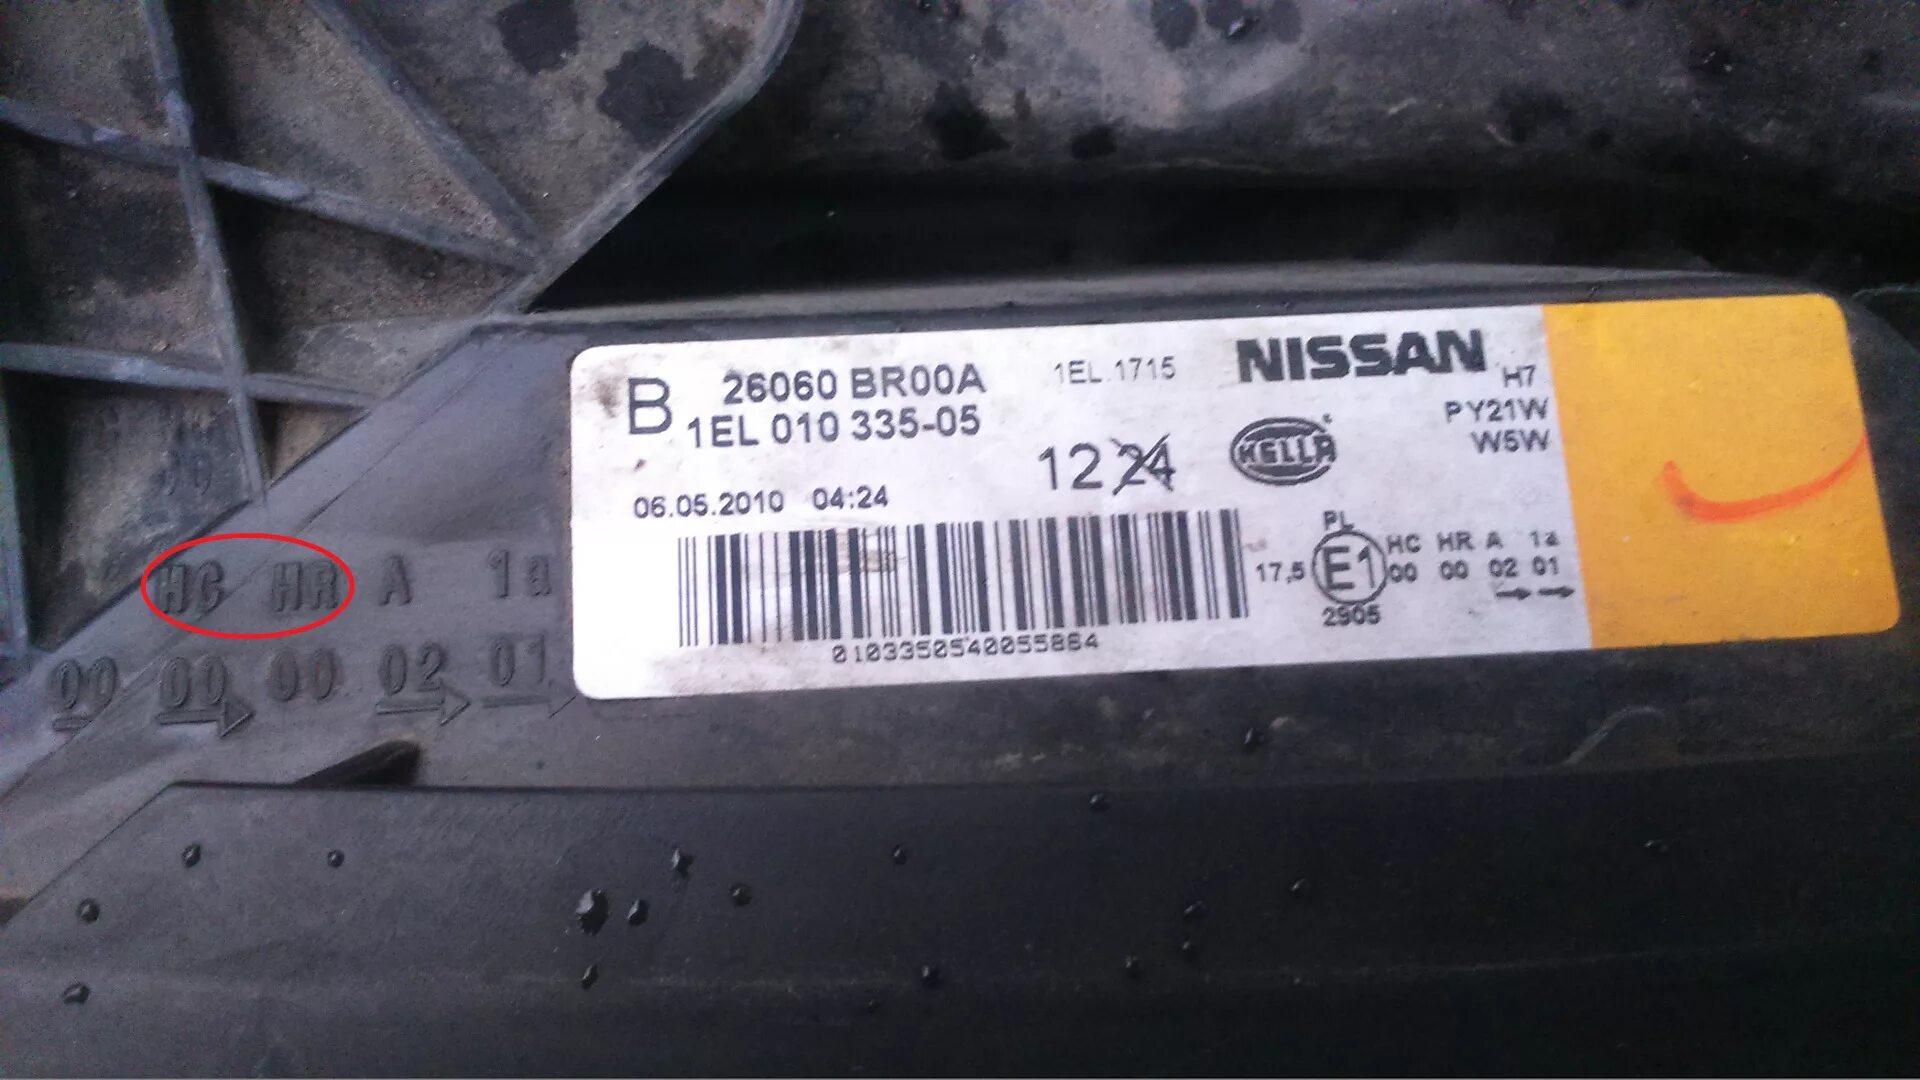 B 26060 BR00A 1EL.1715 NISSAN
1EL 010 335-05
H7
PY21W
W5W
06.05.2010 04:24
12 24
HELLA
0103350540055864
17,5 E1
PL
2905
HC HR A 1a
00 00 02 01
HC HR A 1a
00 00 00 02 01